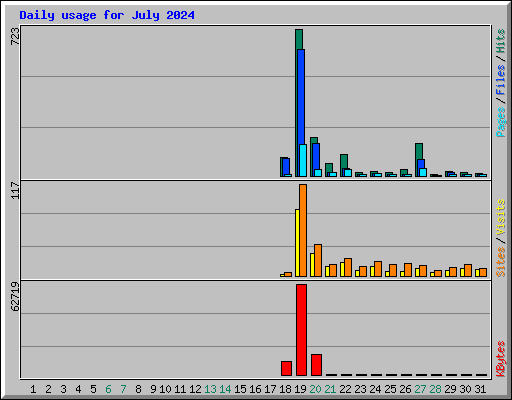 Daily usage for July 2024
723
Pages / Files / Hits
117
Sites / Visits
62719
KBytes
1 2 3 4 5 6 7 8 9 10 11 12 13 14 15 16 17 18 19 20 21 22 23 24 25 26 27 28 29 30 31